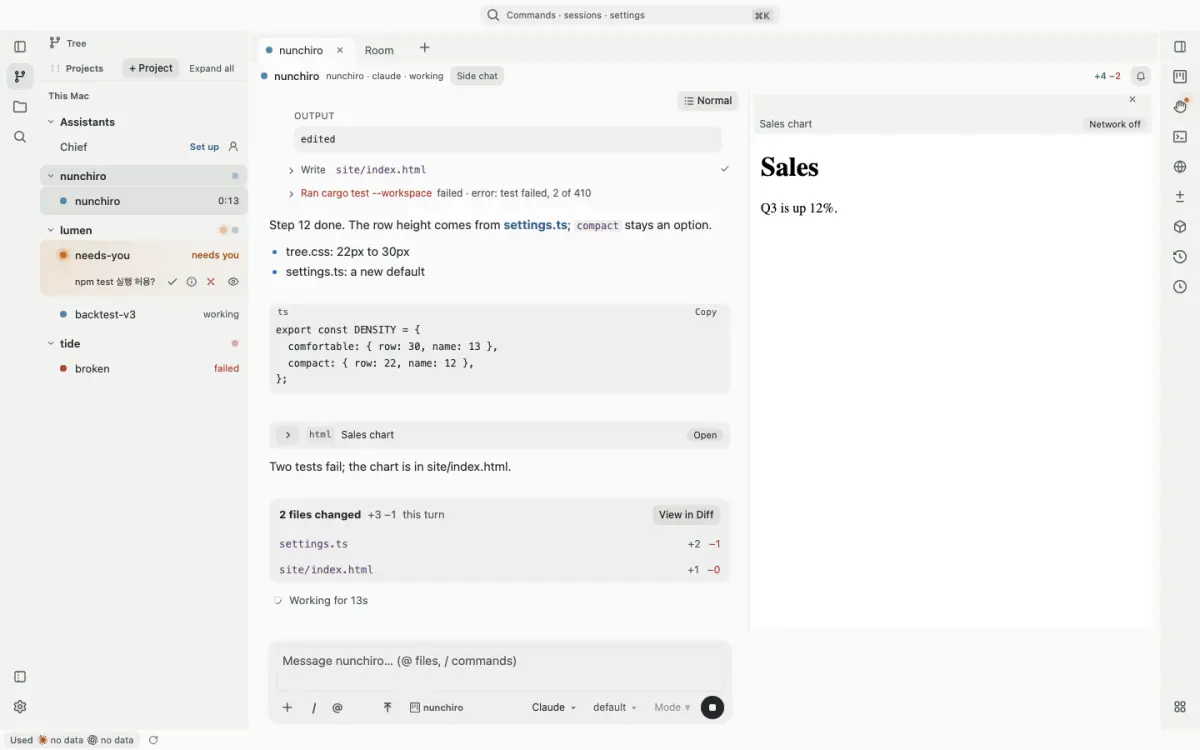 Commands · sessions · settings
⌘K
Tree
Projects
+ Project
Expand all
This Mac
Assistants
Chief
Set up
nunchiro
nunchiro
0:13
lumen
needs-you
needs you
npm test 실행 허용?
backtest-v3
working
tide
broken
failed
Used
no data
no data
nunchiro
Room
nunchiro
nunchiro · claude · working
Side chat
+4 −2
Normal
OUTPUT
edited
Write site/index.html
Ran cargo test --workspace failed · error: test failed, 2 of 410
Step 12 done. The row height comes from settings.ts; compact stays an option.
• tree.css: 22px to 30px
• settings.ts: a new default
ts
Copy
export const DENSITY = {
comfortable: { row: 30, name: 13 },
compact: { row: 22, name: 12 },
};
html
Sales chart
Open
Two tests fail; the chart is in site/index.html.
2 files changed +3 −1 this turn
View in Diff
settings.ts
+2 −1
site/index.html
+1 −0
Working for 13s
Message nunchiro… (@ files, / commands)
+ / @
nunchiro
Claude
default
Mode
Sales chart
Network off
Sales
Q3 is up 12%.